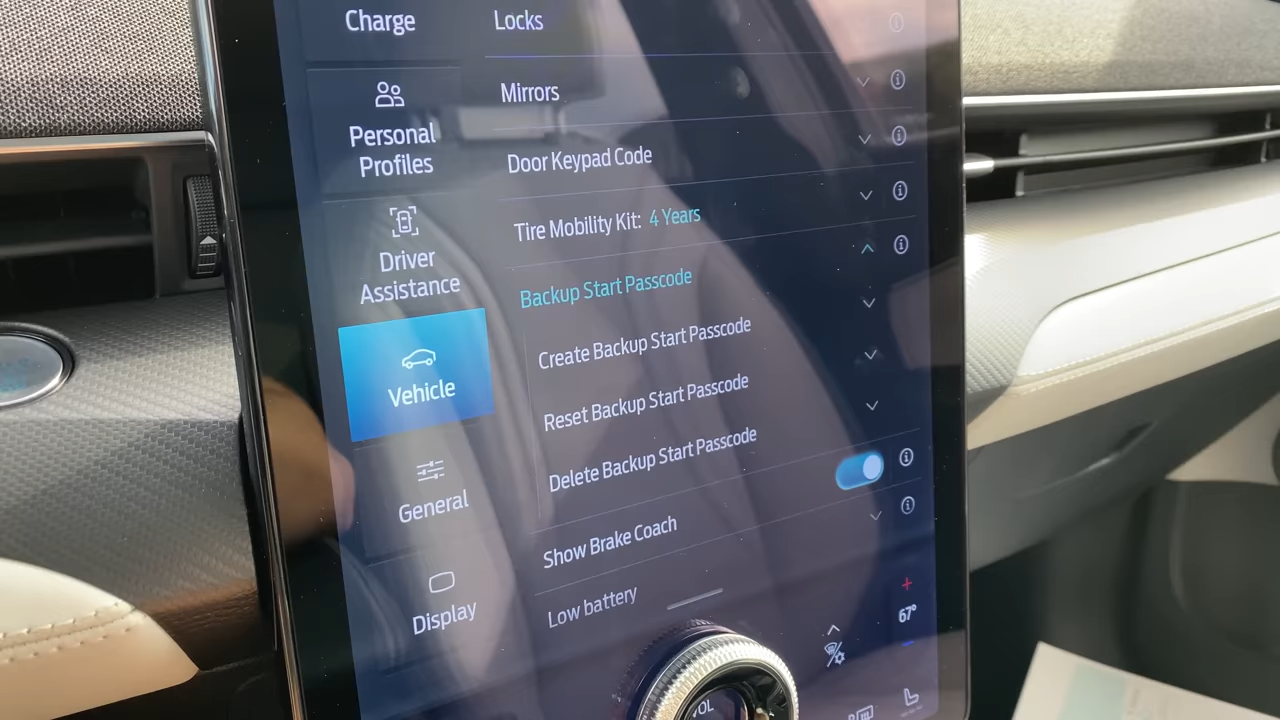 Charge
Personal
Profiles
Driver
Assistance
Vehicle
General
Display
Locks
Mirrors
Door Keypad Code
Tire Mobility Kit: 4 Years
Backup Start Passcode
Create Backup Start Passcode
Reset Backup Start Passcode
Delete Backup Start Passcode
Show Brake Coach
Low battery
67°
VOL